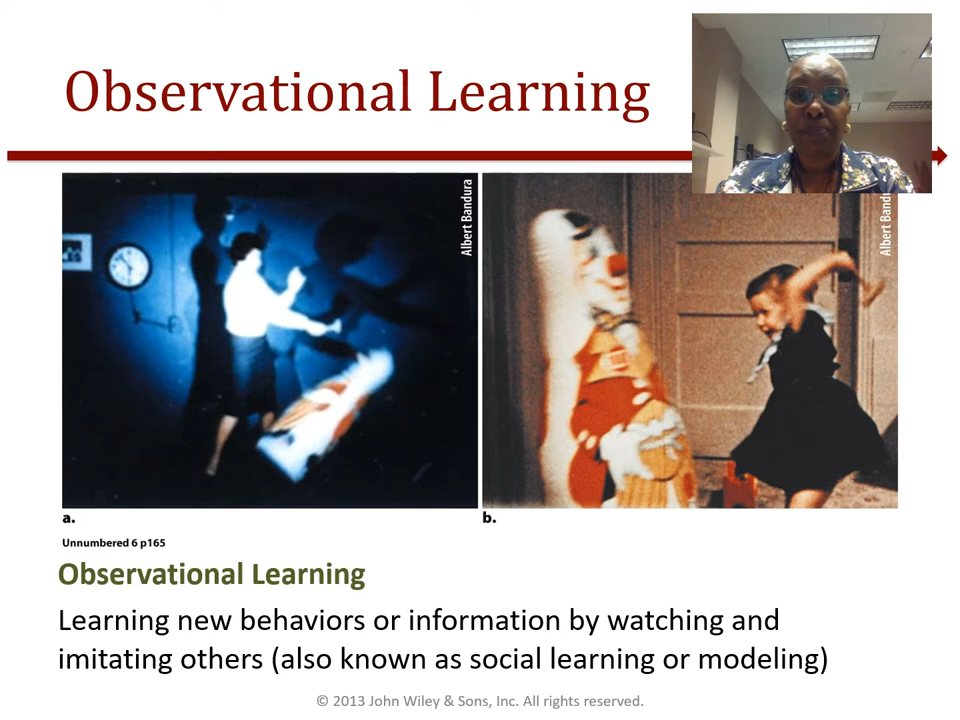 Observational Learning
Albert Bandura
Albert Band
a.
b.
Unnumbered 6 p165
Observational Learning
Learning new behaviors or information by watching and
imitating others (also known as social learning or modeling)
© 2013 John Wiley & Sons, Inc. All rights reserved.